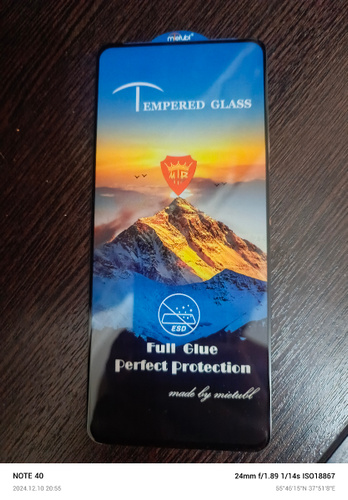 mietubl
TEMPERED GLASS
MTB
ESD
Full Glue
Perfect Protection
made by mietubl
NOTE 40
24mm f/1.89 1/14s ISO18867
2024.12.10 20:55
55°40'15"N 37°51'8"E